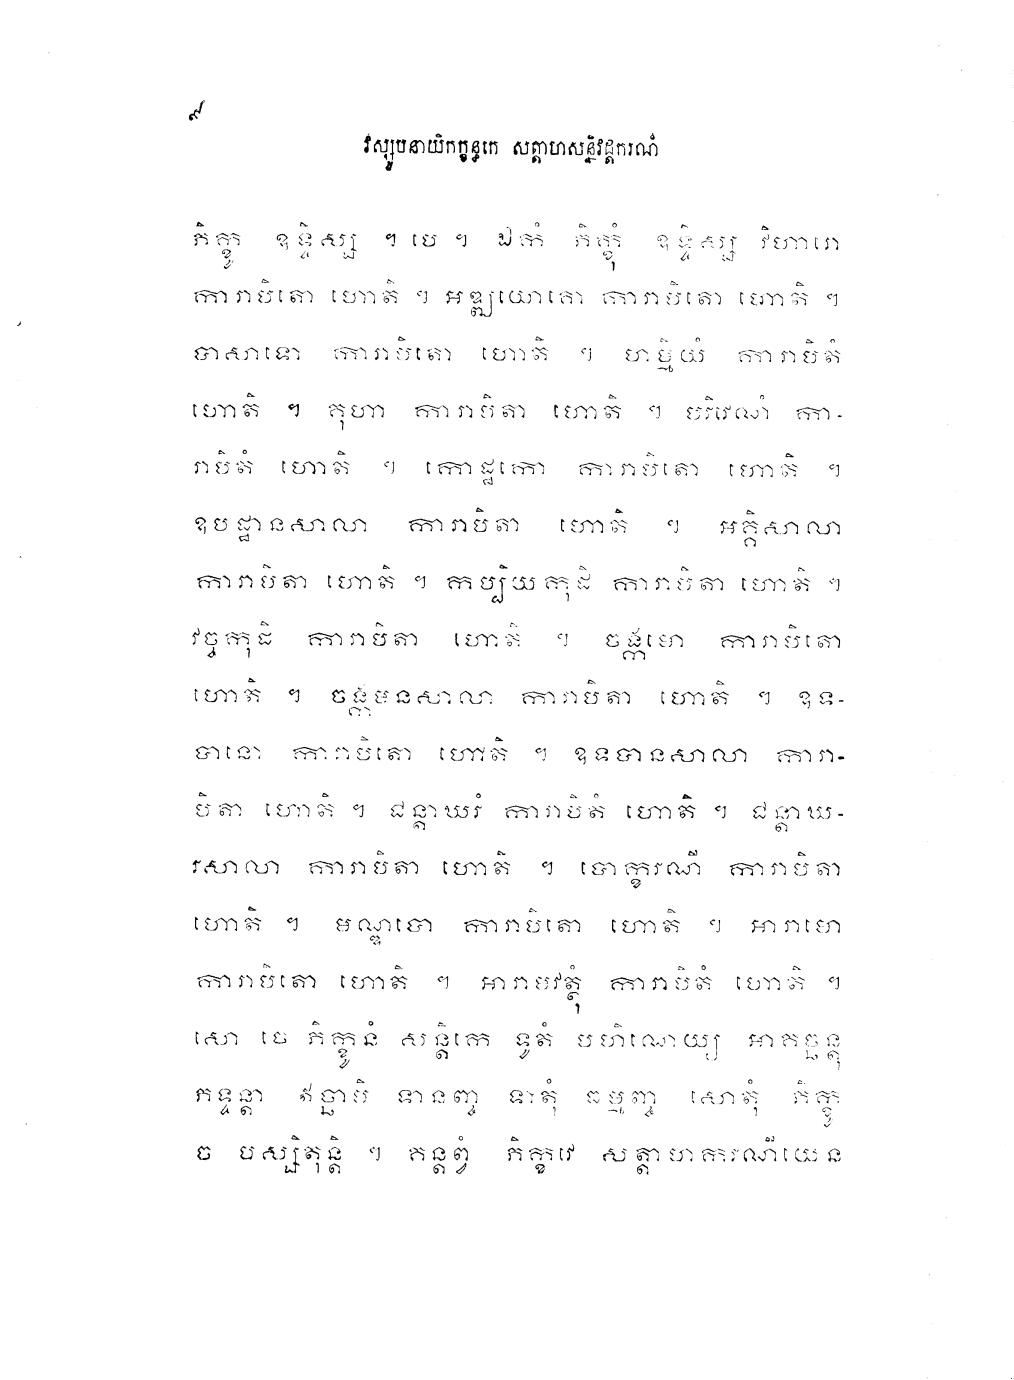 ៩
វស្សូបនាយិកក្ខន្ធកេ សត្តាហសន្និវដ្តករណំ
ភិក្ខូ ឧទ្ទិស្ស ។ បេ ។ ឯកំ ភិក្ខុំ ឧទ្ទិស្ស វិហារោ
ការាបិតោ ហោតិ ។ អឌ្ឍយោគោ ការាបិតោ ហោតិ ។
បាសាទោ ការាបិតោ ហោតិ ។ ហម្មិយំ ការាបិតំ
ហោតិ ។ គុហា ការាបិតា ហោតិ ។ បរិវេណំ កា-
រាបិតំ ហោតិ ។ កោដ្ឋកោ ការាបិតោ ហោតិ ។
ឧបដ្ឋានសាលា ការាបិតា ហោតិ ។ អគ្គិសាលា
ការាបិតា ហោតិ ។ កប្បិយកុដិ ការាបិតា ហោតិ ។
វច្ចកុដិ ការាបិតា ហោតិ ។ ចង្កមោ ការាបិតោ
ហោតិ ។ ចង្កមនសាលា ការាបិតា ហោតិ ។ ឧទ-
បានោ ការាបិតោ ហោតិ ។ ឧទបានសាលា ការា-
បិតា ហោតិ ។ ជន្តាឃរំ ការាបិតំ ហោតិ ។ ជន្តាឃ-
រសាលា ការាបិតា ហោតិ ។ បោក្ខរណី ការាបិតា
ហោតិ ។ មណ្ឌបោ ការាបិតោ ហោតិ ។ អារាមោ
ការាបិតោ ហោតិ ។ អារាមវត្ថុំ ការាបិតំ ហោតិ ។
សោ ចេ ភិក្ខូនំ សន្តិកេ ទូតំ បហិណេយ្យ អាគច្ឆន្តុ
ភទ្ទន្តា ឥច្ឆាមិ ទានញ្ច ទាតុំ ធម្មញ្ច សោតុំ ភិក្ខូ
ច បស្សិតុន្តិ ។ គន្តព្វំ ភិក្ខវេ សត្តាហករណីយេន